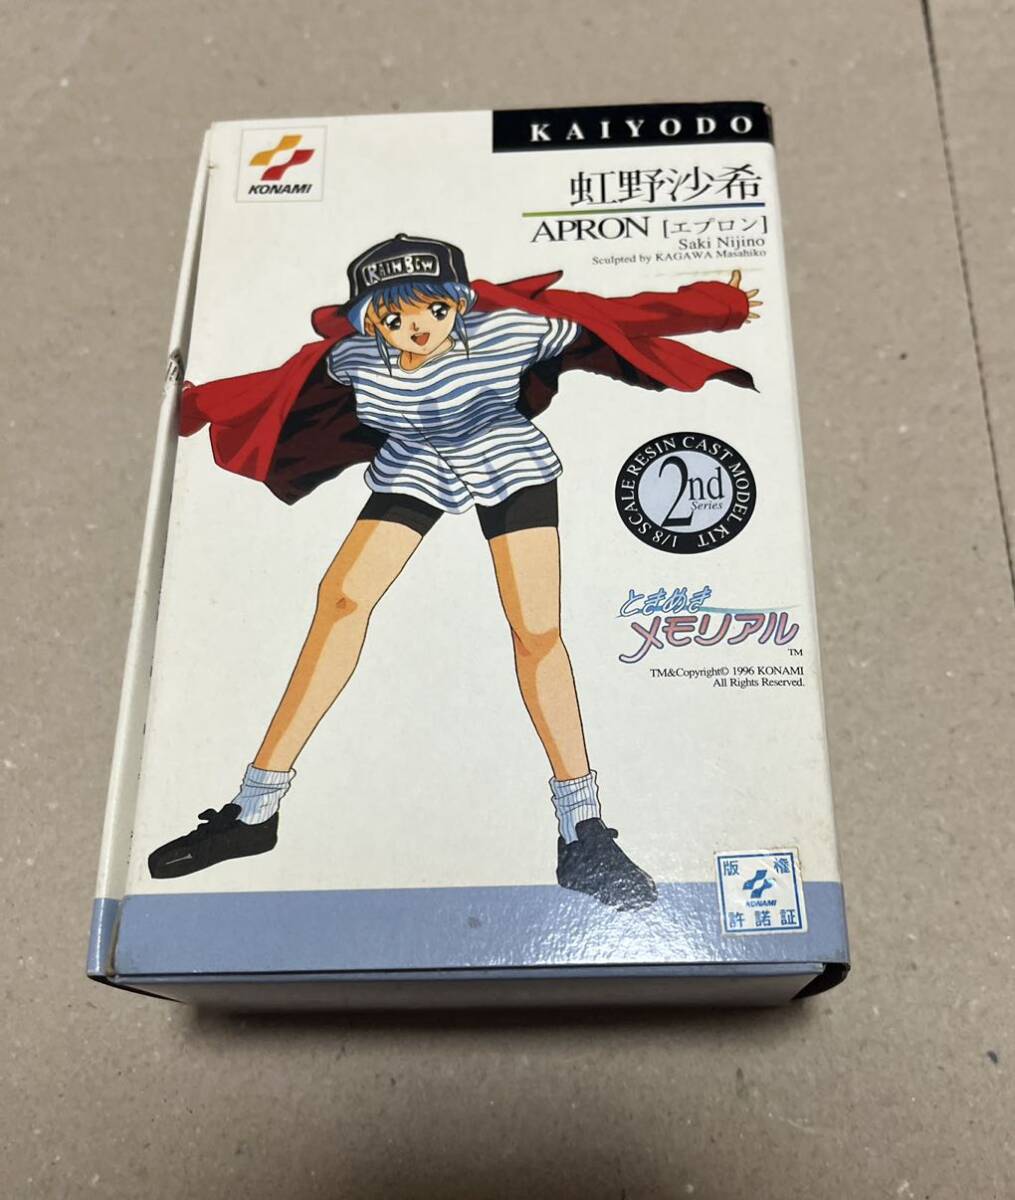 KAIYODO
KONAMI
虹野沙希
APRON [エプロン]
Saki Nijino
Sculpted by KAGAWA Masahiko
RAINBOW
1/8 SCALE RESIN CAST MODEL KIT
2nd
Series
ときめき
メモリアル
TM
TM&Copyright© 1996 KONAMI
All Rights Reserved.
版権
KONAMI
許諾証